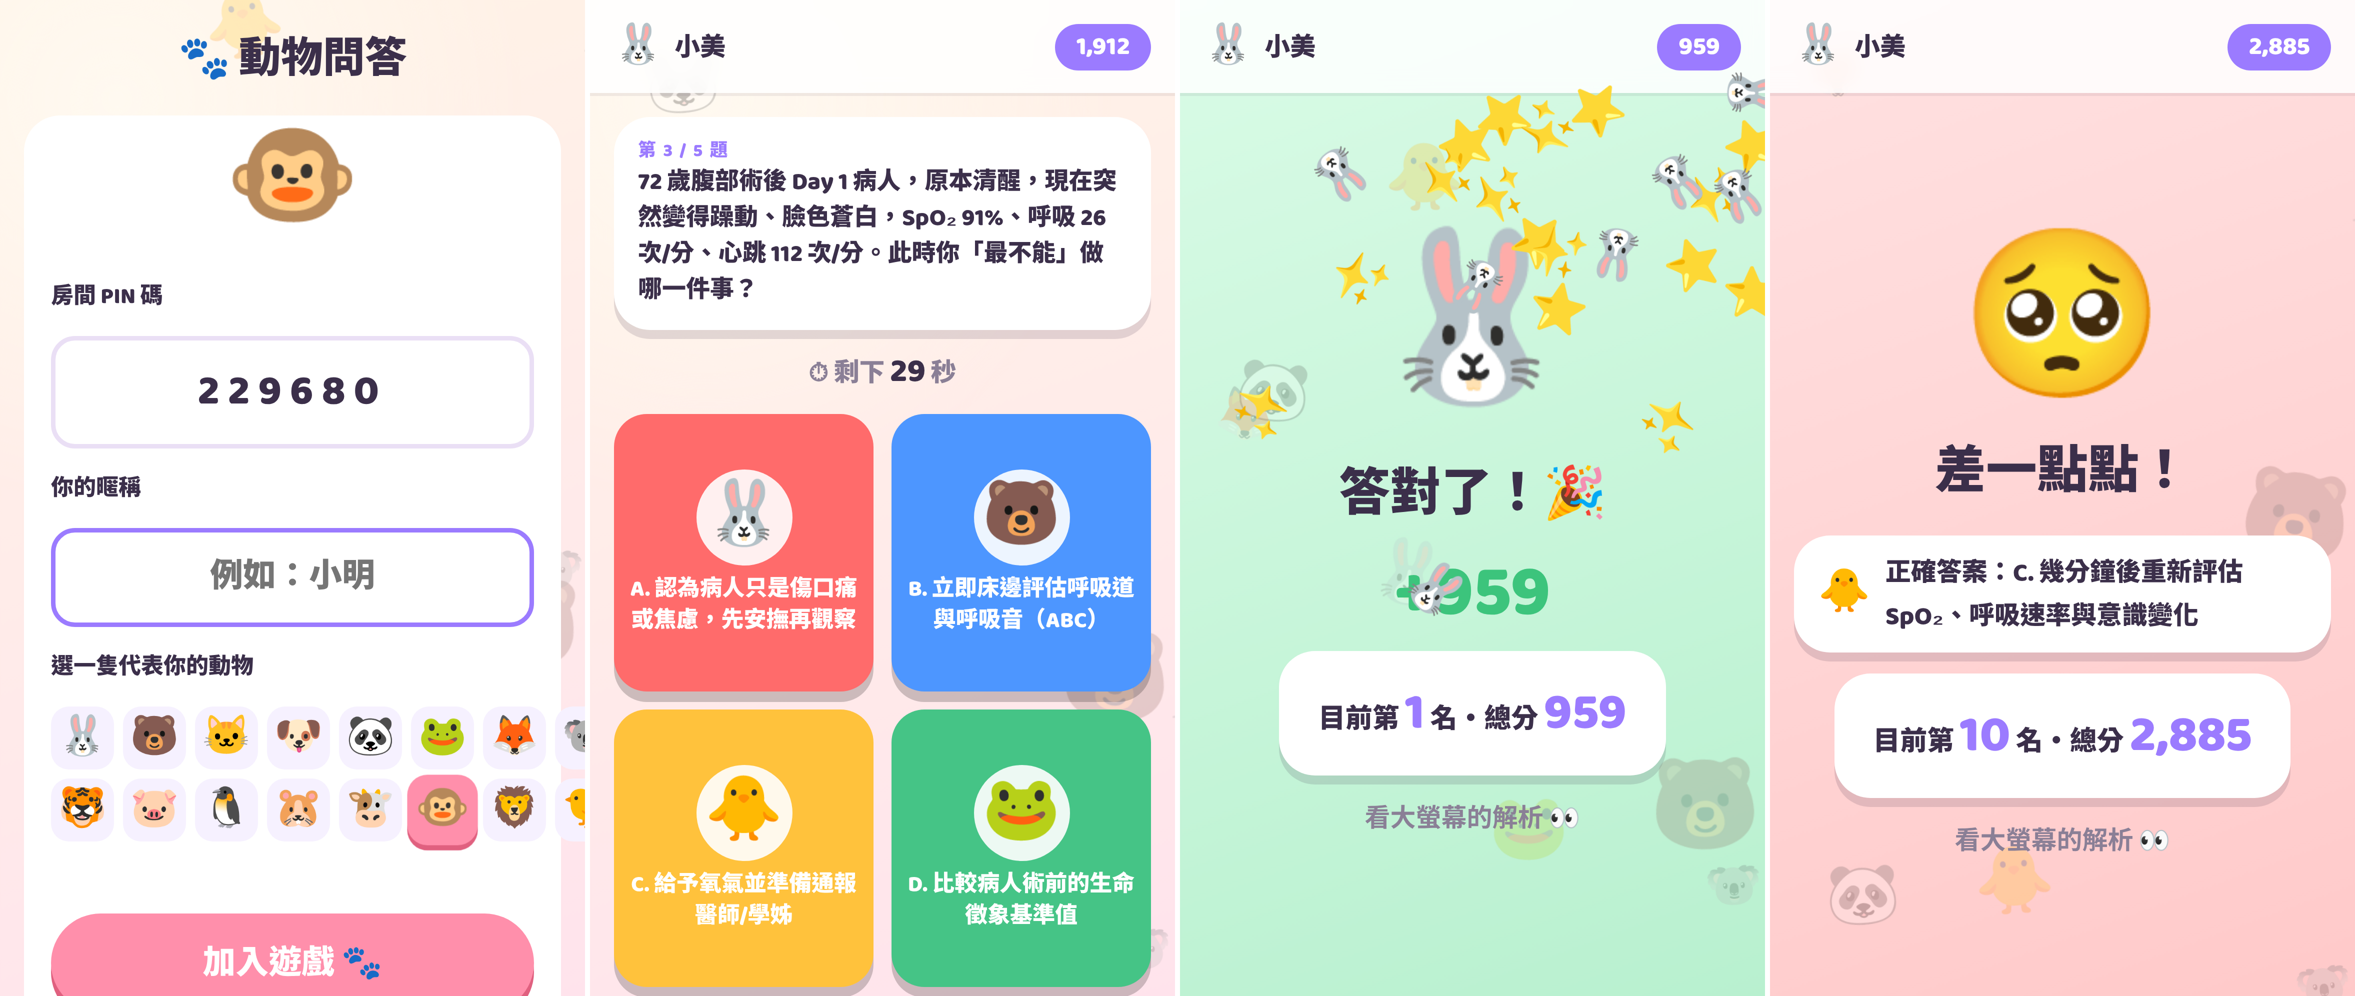 動物問答
房間 PIN 碼
229680
你的暱稱
例如：小明
選一隻代表你的動物
加入遊戲
小美
1,912
第 3 / 5 題
72 歲腹部術後 Day 1 病人，原本清醒，現在突
然變得躁動、臉色蒼白，SpO₂ 91%、呼吸 26
次/分、心跳 112 次/分。此時你「最不能」做
哪一件事？
剩下 29 秒
A. 認為病人只是傷口痛
或焦慮，先安撫再觀察
B. 立即床邊評估呼吸道
與呼吸音（ABC）
C. 給予氧氣並準備通報
醫師/學姊
D. 比較病人術前的生命
徵象基準值
小美
959
答對了！
+959
目前第 1 名・總分 959
看大螢幕的解析
小美
2,885
差一點點！
正確答案：C. 幾分鐘後重新評估
SpO₂、呼吸速率與意識變化
目前第 10 名・總分 2,885
看大螢幕的解析